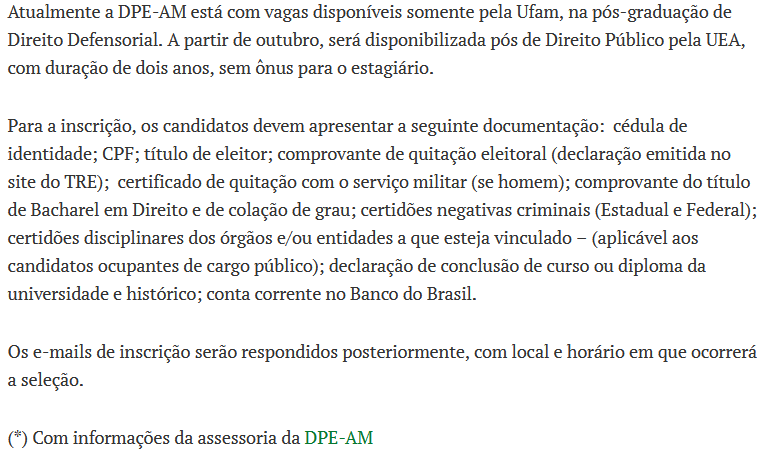 Atualmente a DPE-AM está com vagas disponíveis somente pela Ufam, na pós-graduação de
Direito Defensorial. A partir de outubro, será disponibilizada pós de Direito Público pela UEA,
com duração de dois anos, sem ônus para o estagiário.
Para a inscrição, os candidatos devem apresentar a seguinte documentação:  cédula de
identidade; CPF; título de eleitor; comprovante de quitação eleitoral (declaração emitida no
site do TRE);  certificado de quitação com o serviço militar (se homem); comprovante do título
de Bacharel em Direito e de colação de grau; certidões negativas criminais (Estadual e Federal);
certidões disciplinares dos órgãos e/ou entidades a que esteja vinculado – (aplicável aos
candidatos ocupantes de cargo público); declaração de conclusão de curso ou diploma da
universidade e histórico; conta corrente no Banco do Brasil.
Os e-mails de inscrição serão respondidos posteriormente, com local e horário em que ocorrerá
a seleção.
(*) Com informações da assessoria da DPE-AM